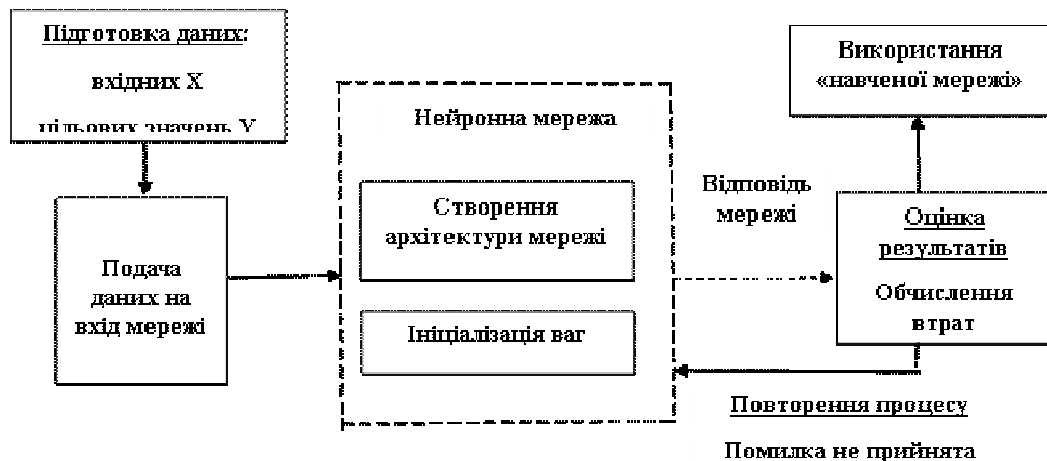 Підготовка даних:
вхідних X
цільових значень Y
Подача
даних на
вхід мережі
Нейронна мережа
Створення
архітектури мережі
Ініціалізація ваг
Відповідь
мережі
Використання
«навченої мережі»
Оцінка
результатів
Обчислення
втрат
Повторення процесу
Помилка не прийнята